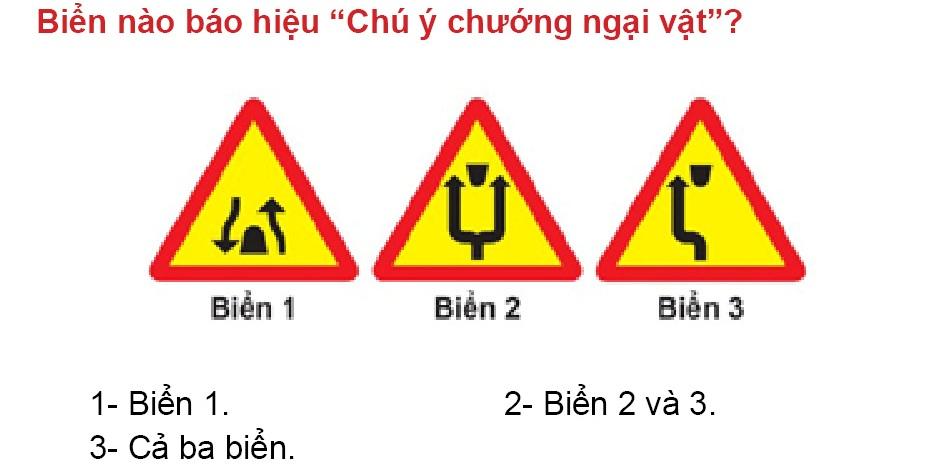 Biển nào báo hiệu “Chú ý chướng ngại vật”?
Biển 1 Biển 2 Biển 3
1- Biển 1. 2- Biển 2 và 3.
3- Cả ba biển.